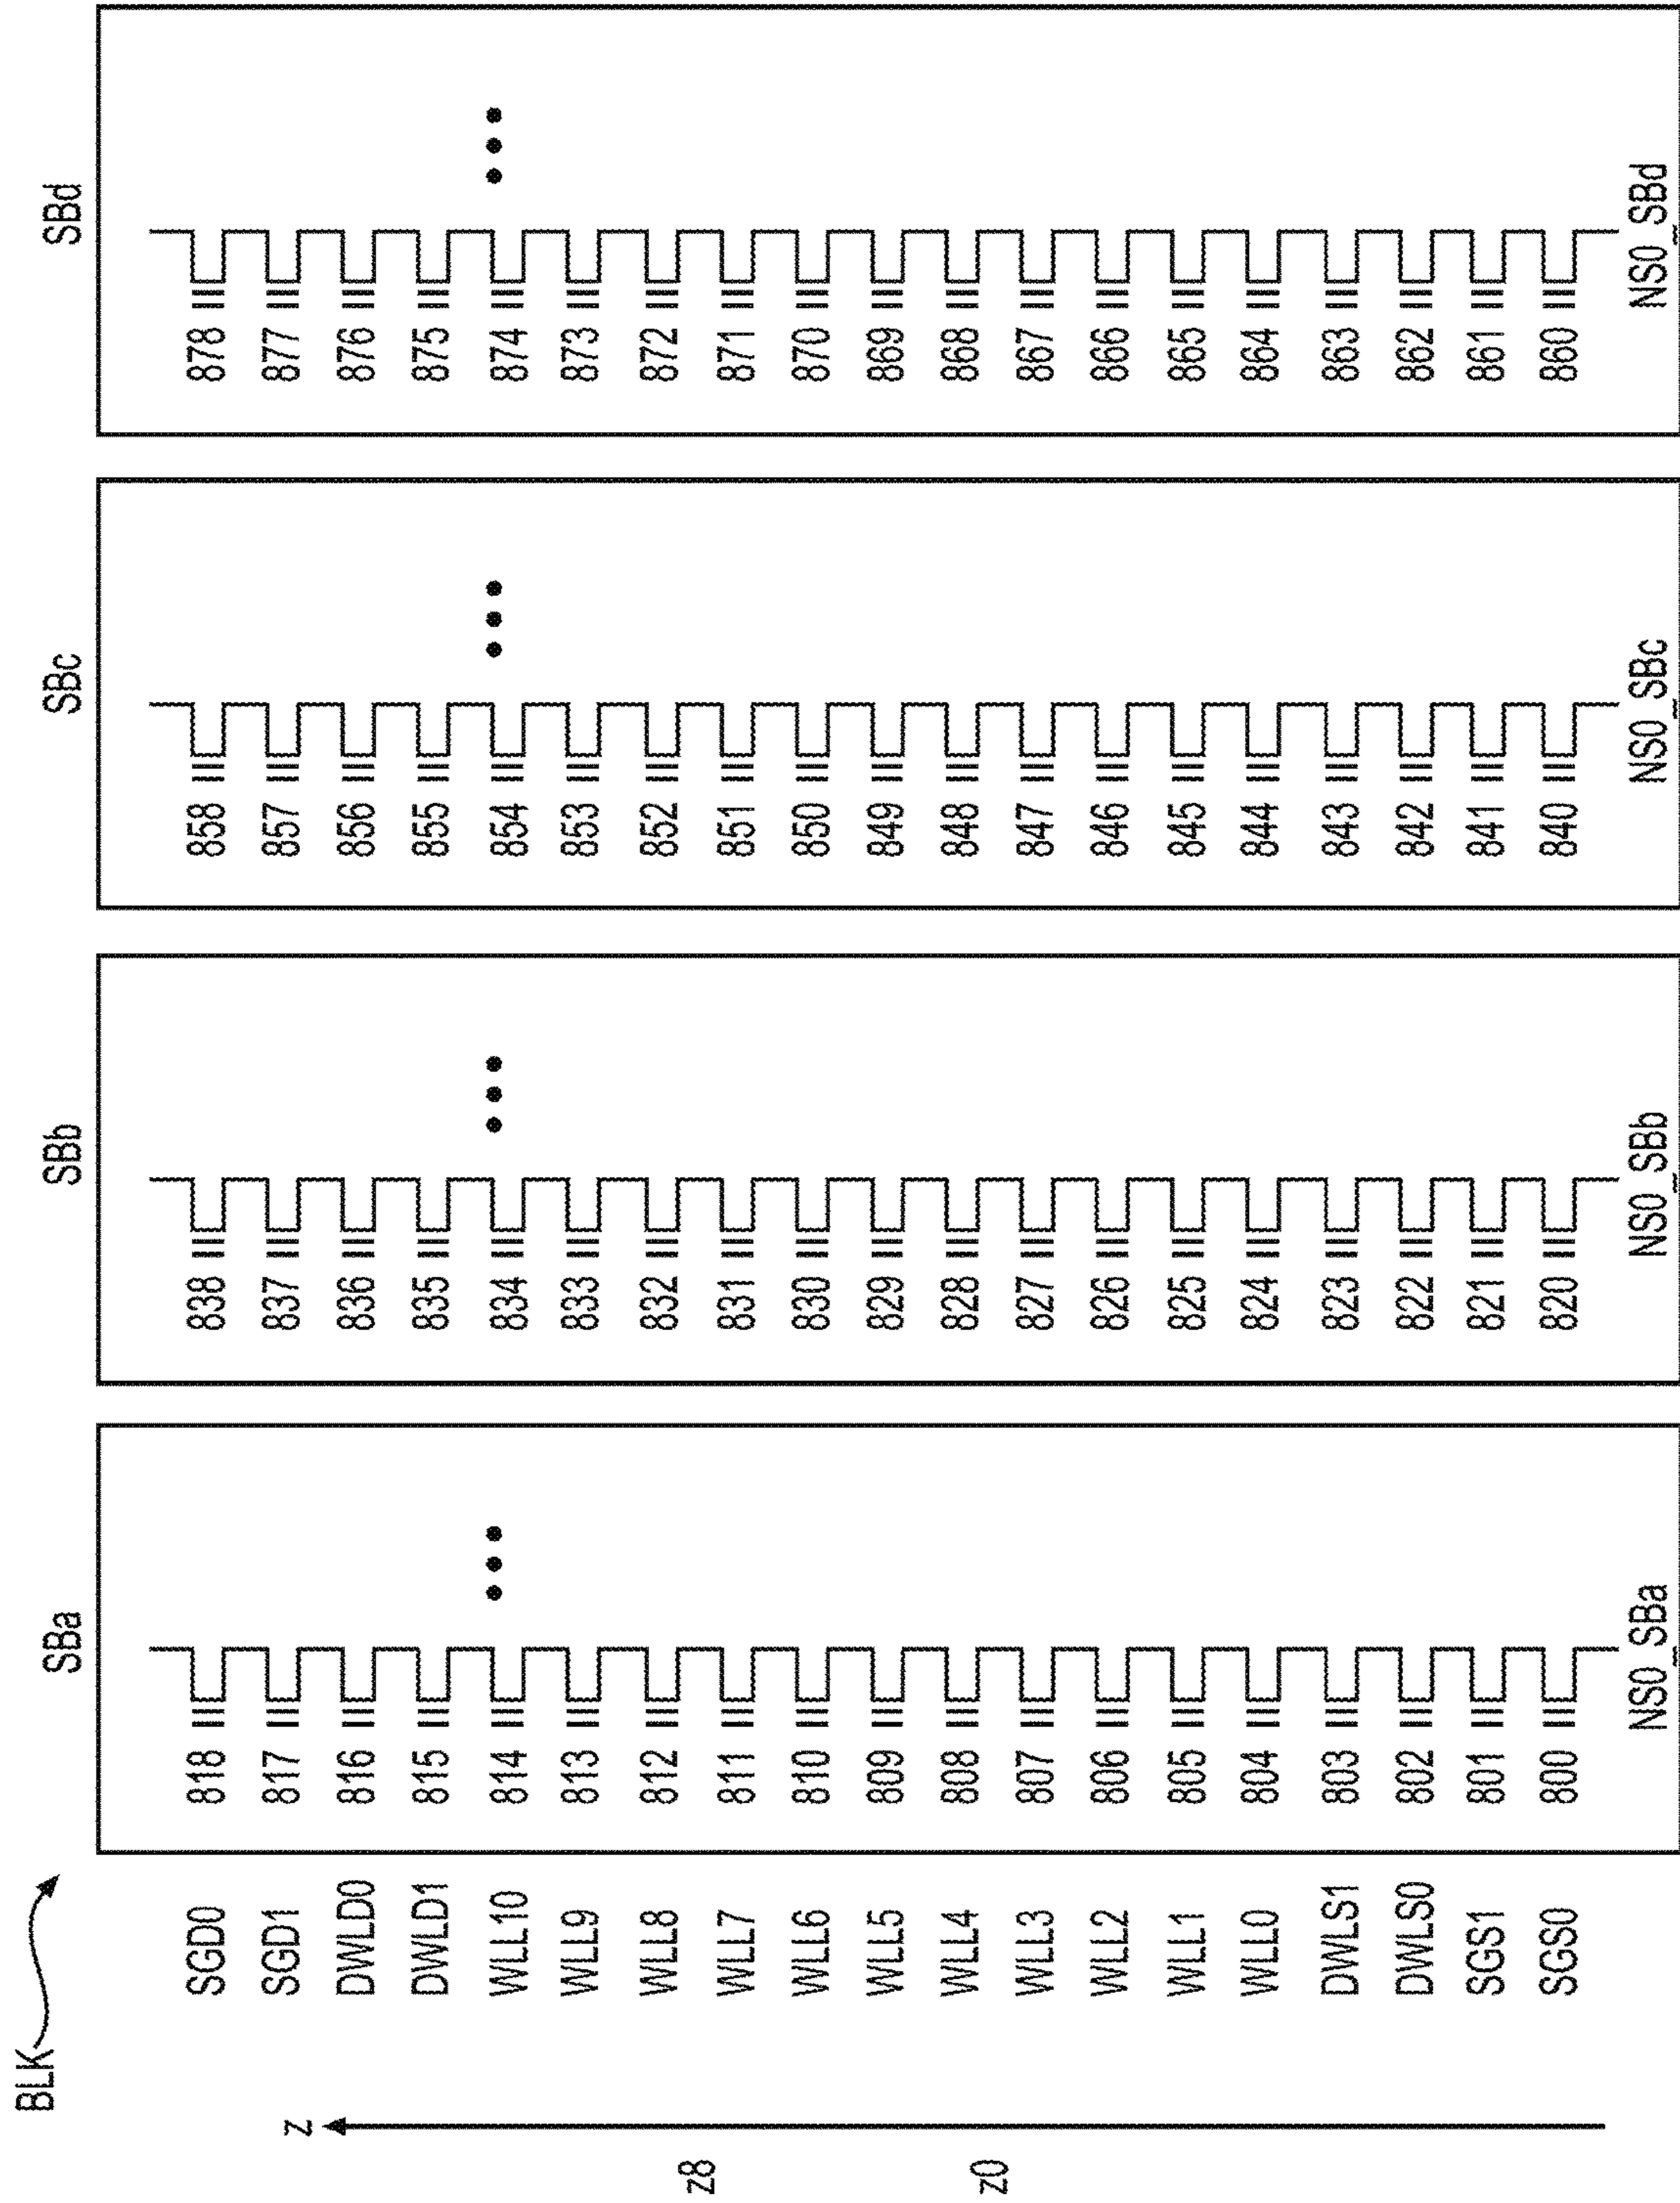 BLK
SBa SBb SBc SBd
z
SGD0 818 838 858 878
SGD1 817 837 857 877
DWLD0 816 836 856 876
DWLD1 815 835 855 875
WLL10 814 834 854 874
WLL9 813 833 853 873
z8
WLL8 812 832 852 872
WLL7 811 831 851 871
WLL6 810 830 850 870
WLL5 809 829 849 869
z0
WLL4 808 828 848 868
WLL3 807 827 847 867
WLL2 806 826 846 866
WLL1 805 825 845 865
WLL0 804 824 844 864
DWLS1 803 823 843 863
DWLS0 802 822 842 862
SGS1 801 821 841 861
SGS0 800 820 840 860
NS0_SBa NS0_SBb NS0_SBc NS0_SBd